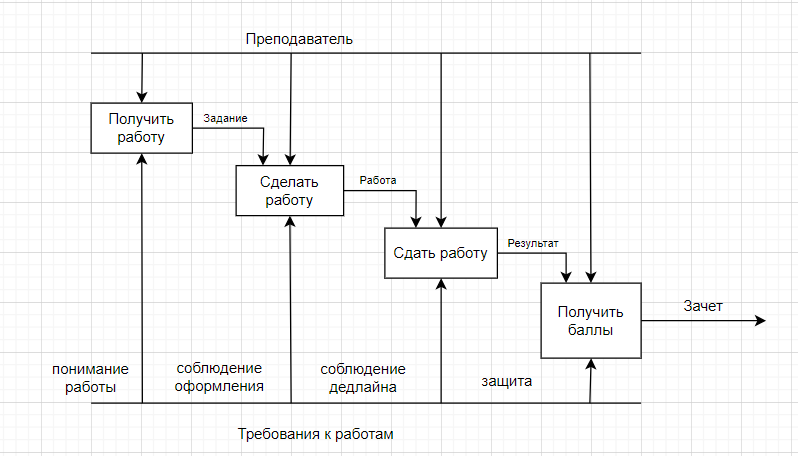 Преподаватель
Получить
работу
Задание
Сделать
работу
Работа
Сдать работу
Результат
Получить
баллы
Зачет
понимание
работы
соблюдение
оформления
соблюдение
дедлайна
защита
Требования к работам